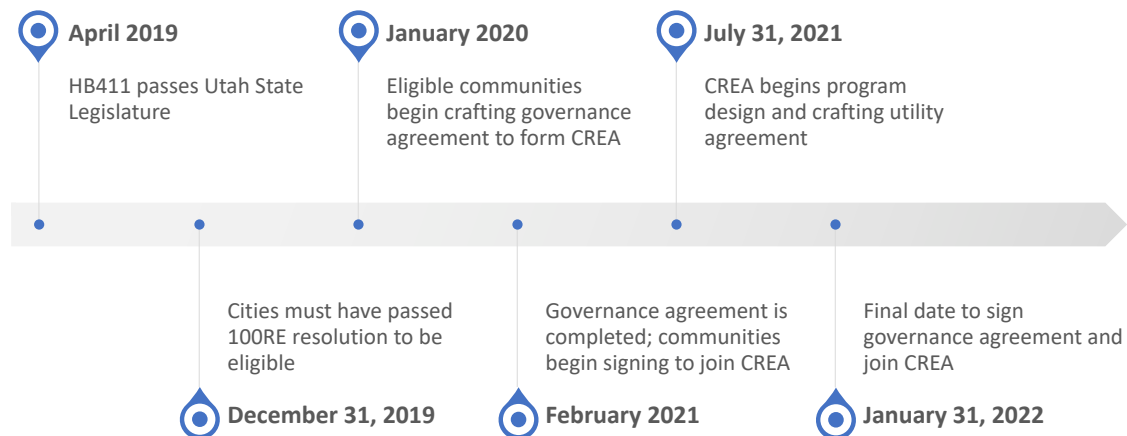 April 2019
HB411 passes Utah State
Legislature
January 2020
Eligible communities
begin crafting governance
agreement to form CREA
July 31, 2021
CREA begins program
design and crafting utility
agreement
Cities must have passed
100RE resolution to be
eligible
December 31, 2019
Governance agreement is
completed; communities
begin signing to join CREA
February 2021
Final date to sign
governance agreement and
join CREA
January 31, 2022